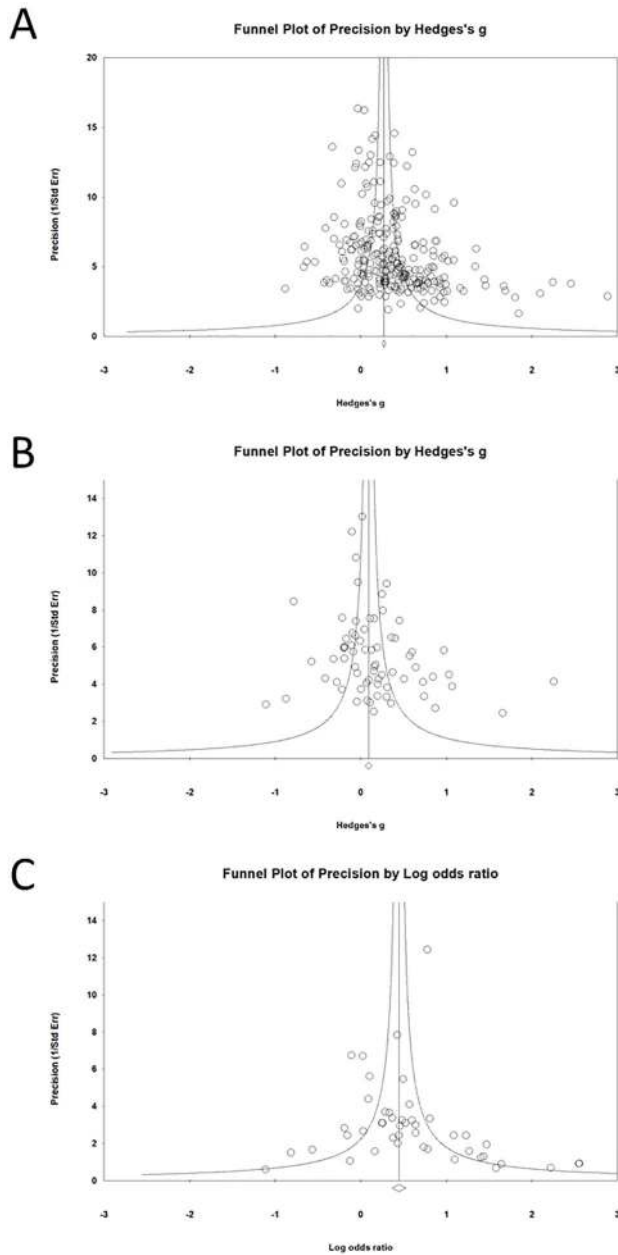 A
Funnel Plot of Precision by Hedges's g
20
15
10
5
0
Precision (1/Std Err)
-3 -2 -1 0 1 2 3
Hedges's g
B
Funnel Plot of Precision by Hedges's g
14
12
10
8
6
4
2
0
Precision (1/Std Err)
-3 -2 -1 0 1 2 3
Hedges's g
C
Funnel Plot of Precision by Log odds ratio
14
12
10
8
6
4
2
0
Precision (1/Std Err)
-3 -2 -1 0 1 2 3
Log odds ratio